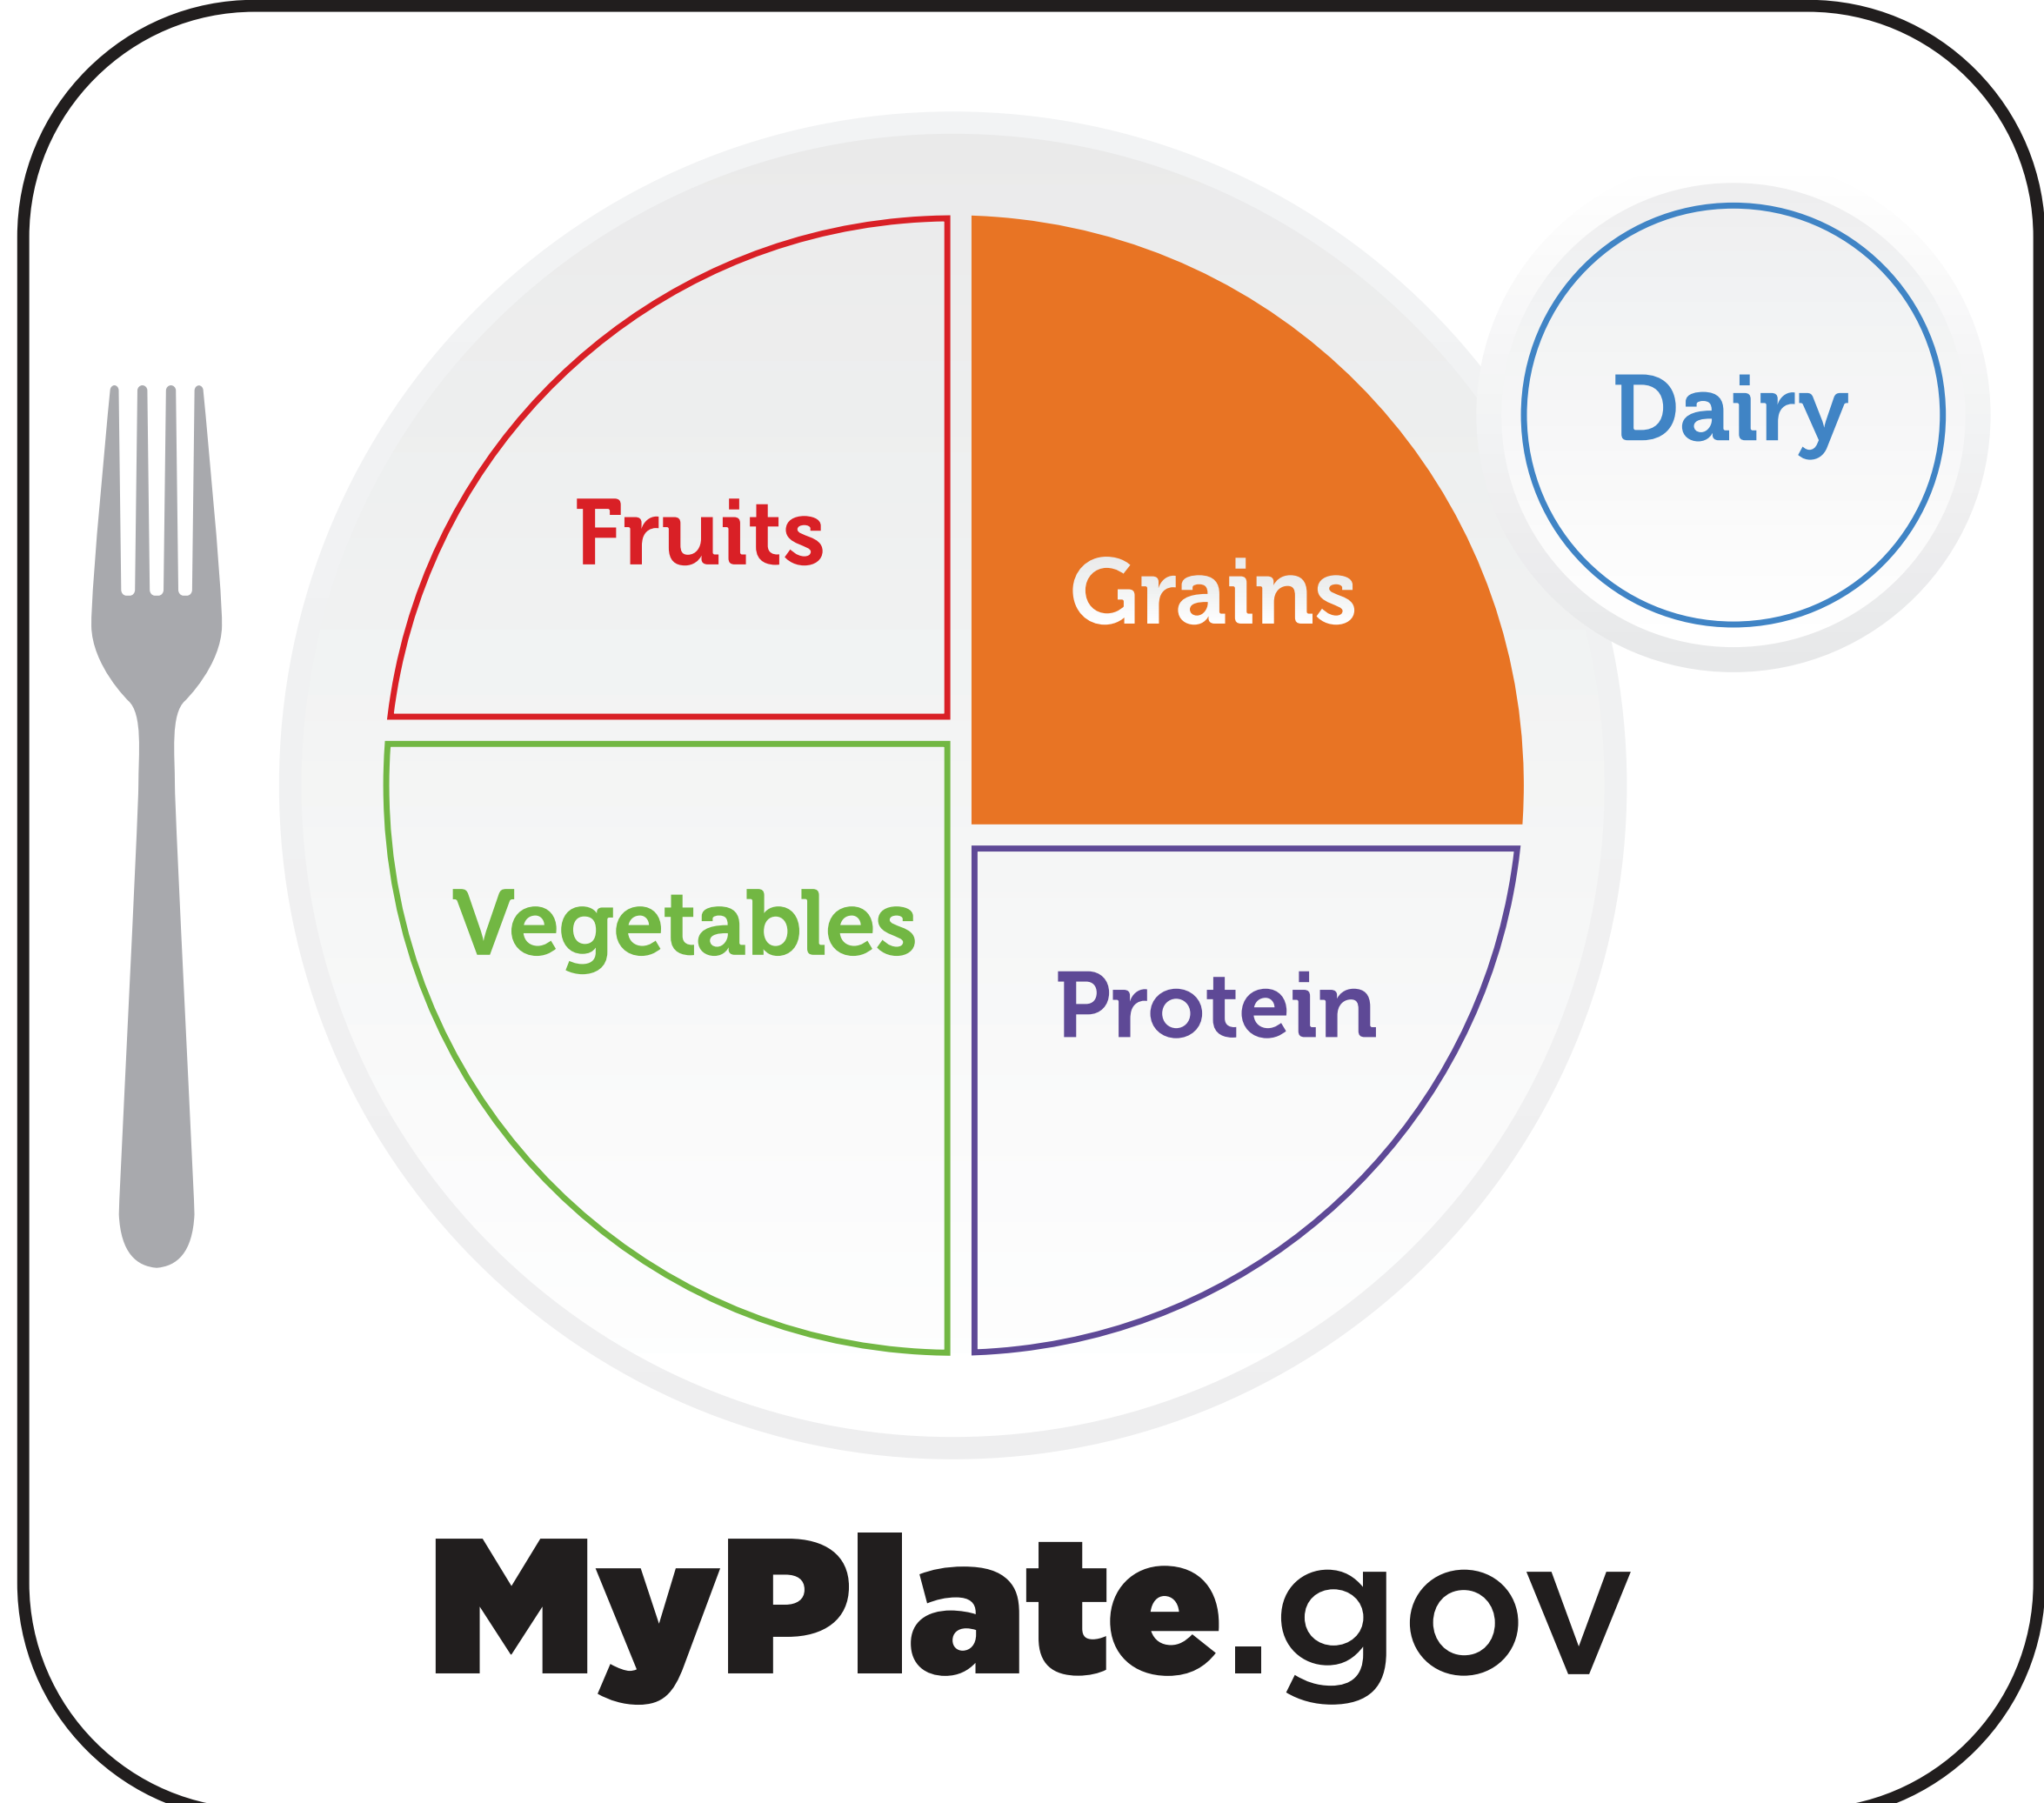 Fruits
Grains
Dairy
Vegetables
Protein
MyPlate.gov